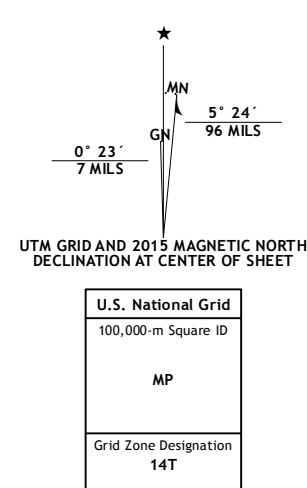 ★
MN
5° 24´
96 MILS
GN
0° 23´
7 MILS
UTM GRID AND 2015 MAGNETIC NORTH
DECLINATION AT CENTER OF SHEET
U.S. National Grid
100,000-m Square ID
MP
Grid Zone Designation
14T